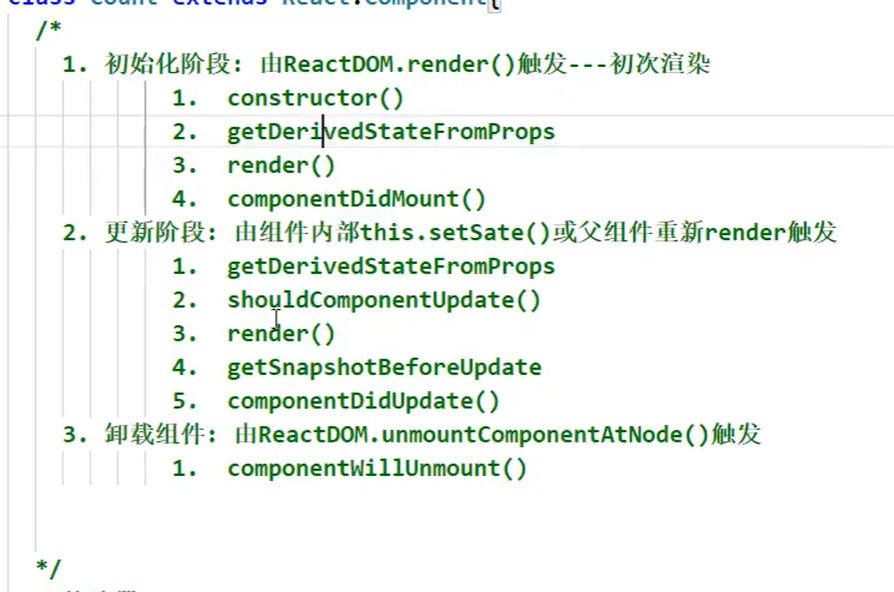 class Count extends React.Component{
/*
1. 初始化阶段: 由ReactDOM.render()触发---初次渲染
1. constructor()
2. getDerivedStateFromProps
3. render()
4. componentDidMount()
2. 更新阶段: 由组件内部this.setSate()或父组件重新render触发
1. getDerivedStateFromProps
2. shouldComponentUpdate()
3. render()
4. getSnapshotBeforeUpdate
5. componentDidUpdate()
3. 卸载组件: 由ReactDOM.unmountComponentAtNode()触发
1. componentWillUnmount()
*/